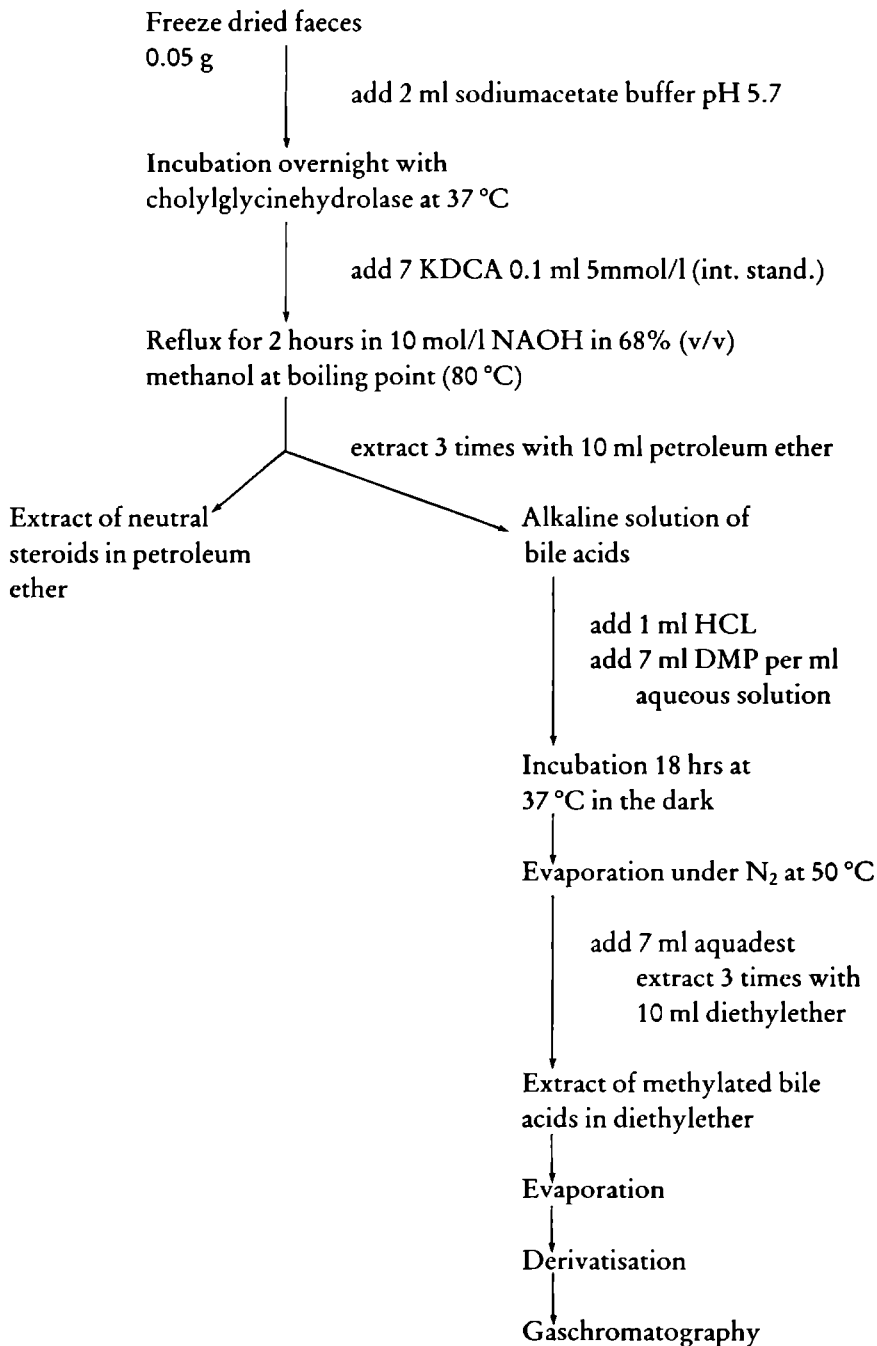 Freeze dried faeces
0.05 g
add 2 ml sodiumacetate buffer pH 5.7
Incubation overnight with
cholylglycinehydrolase at 37 °C
add 7 KDCA 0.1 ml 5mmol/l (int. stand.)
Reflux for 2 hours in 10 mol/l NAOH in 68% (v/v)
methanol at boiling point (80 °C)
extract 3 times with 10 ml petroleum ether
Extract of neutral
steroids in petroleum
ether
Alkaline solution of
bile acids
add 1 ml HCL
add 7 ml DMP per ml
aqueous solution
Incubation 18 hrs at
37 °C in the dark
Evaporation under N₂ at 50 °C
add 7 ml aquadest
extract 3 times with
10 ml diethylether
Extract of methylated bile
acids in diethylether
Evaporation
Derivatisation
Gaschromatography